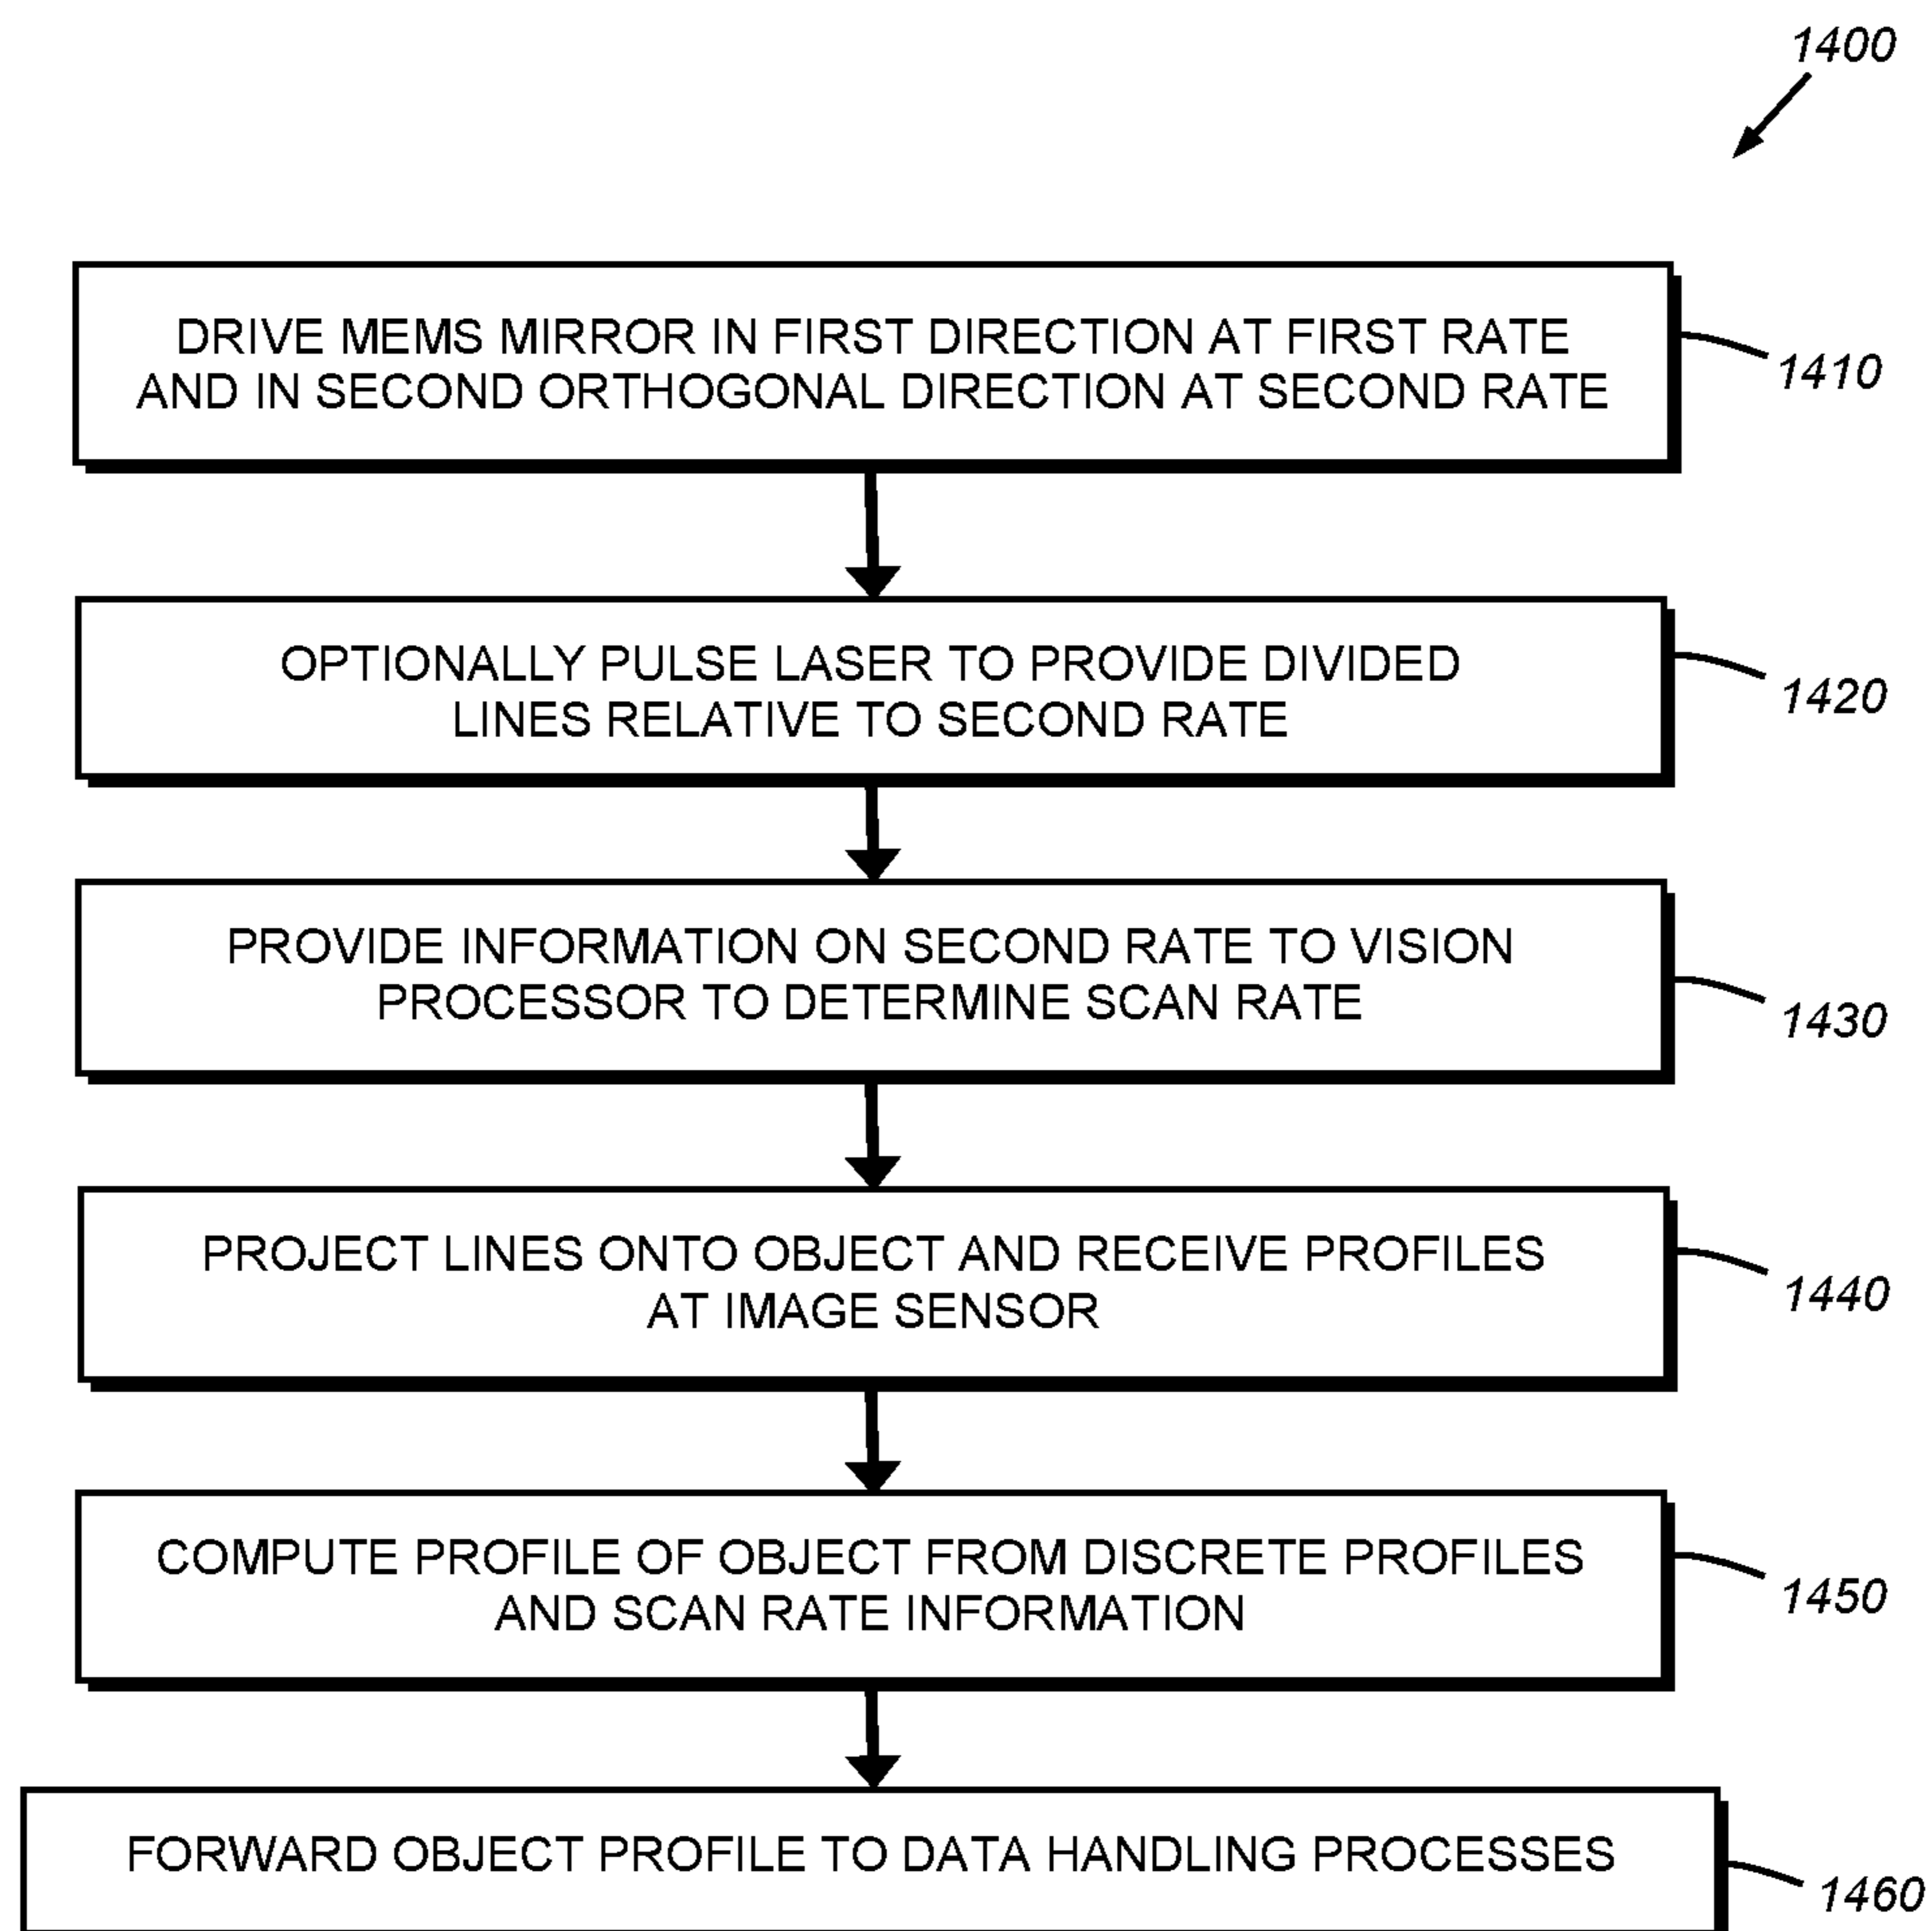 1400
DRIVE MEMS MIRROR IN FIRST DIRECTION AT FIRST RATE
AND IN SECOND ORTHOGONAL DIRECTION AT SECOND RATE
1410
OPTIONALLY PULSE LASER TO PROVIDE DIVIDED
LINES RELATIVE TO SECOND RATE
1420
PROVIDE INFORMATION ON SECOND RATE TO VISION
PROCESSOR TO DETERMINE SCAN RATE
1430
PROJECT LINES ONTO OBJECT AND RECEIVE PROFILES
AT IMAGE SENSOR
1440
COMPUTE PROFILE OF OBJECT FROM DISCRETE PROFILES
AND SCAN RATE INFORMATION
1450
FORWARD OBJECT PROFILE TO DATA HANDLING PROCESSES
1460